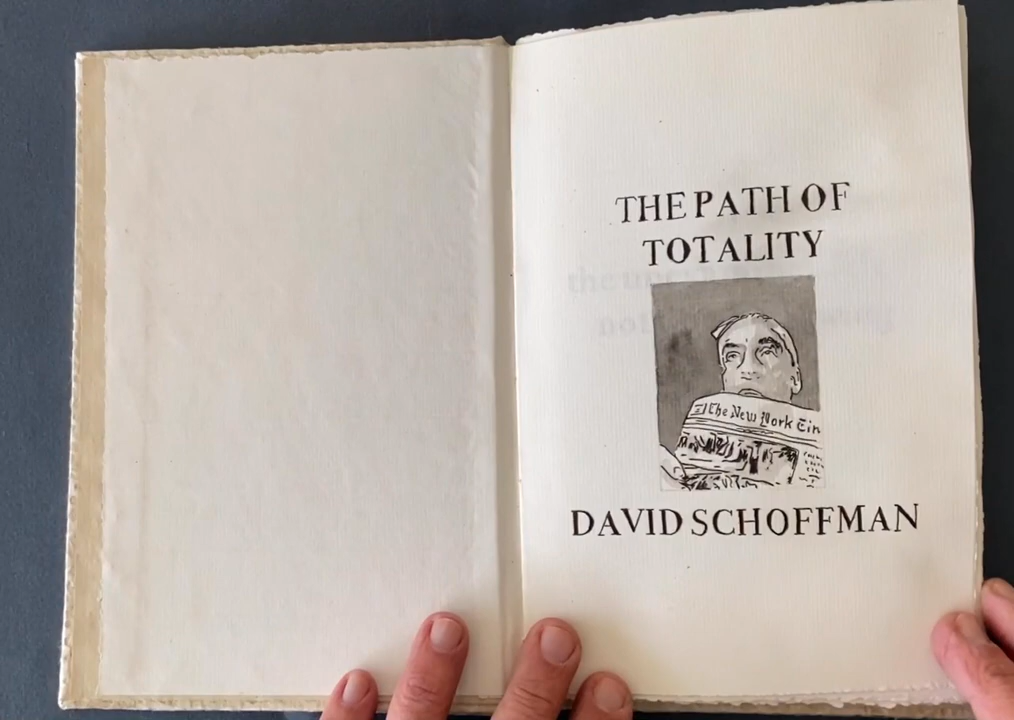 THE PATH OF
TOTALITY
The New York Tim
DAVID SCHOFFMAN